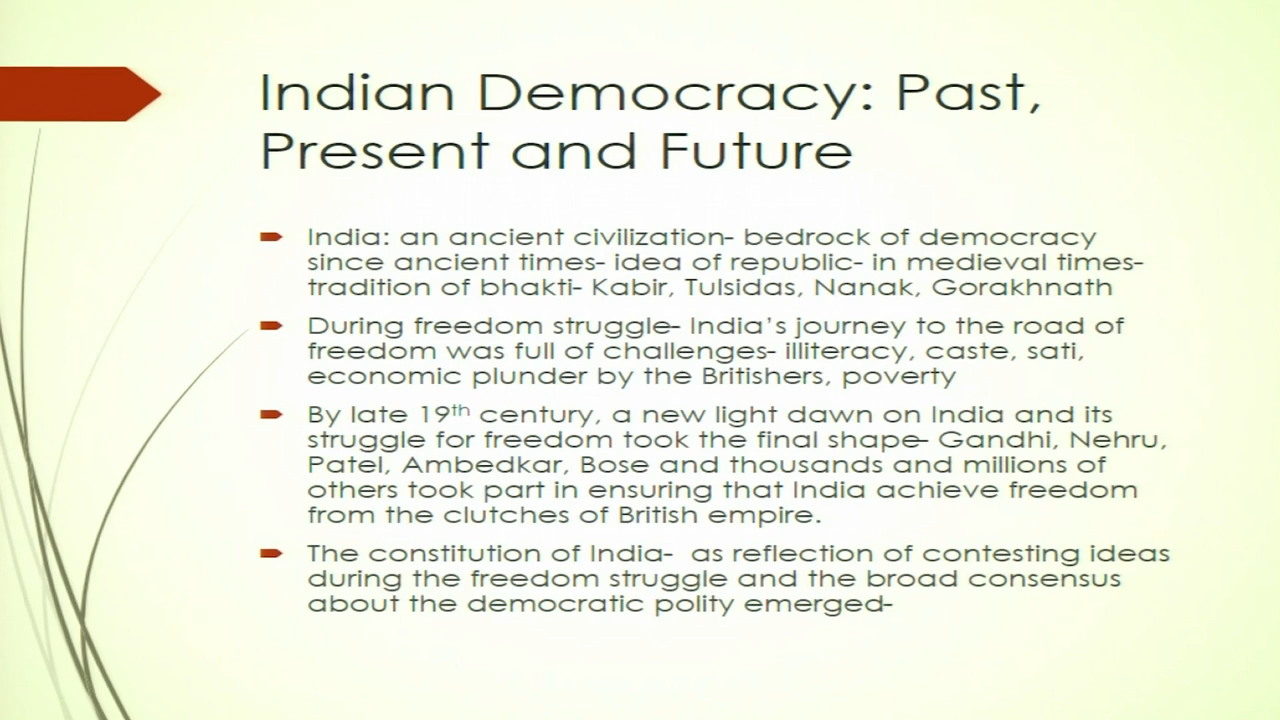 Indian Democracy: Past,
Present and Future
India: an ancient civilization- bedrock of democracy
since ancient times- idea of republic- in medieval times-
tradition of bhakti- Kabir, Tulsidas, Nanak, Gorakhnath
During freedom struggle- India's journey to the road of
freedom was full of challenges- illiteracy, caste, sati,
economic plunder by the Britishers, poverty
By late 19th century, a new light dawn on India and its
struggle for freedom took the final shape- Gandhi, Nehru,
Patel, Ambedkar, Bose and thousands and millions of
others took part in ensuring that India achieve freedom
from the clutches of British empire.
The constitution of India- as reflection of contesting ideas
during the freedom struggle and the broad consensus
about the democratic polity emerged-